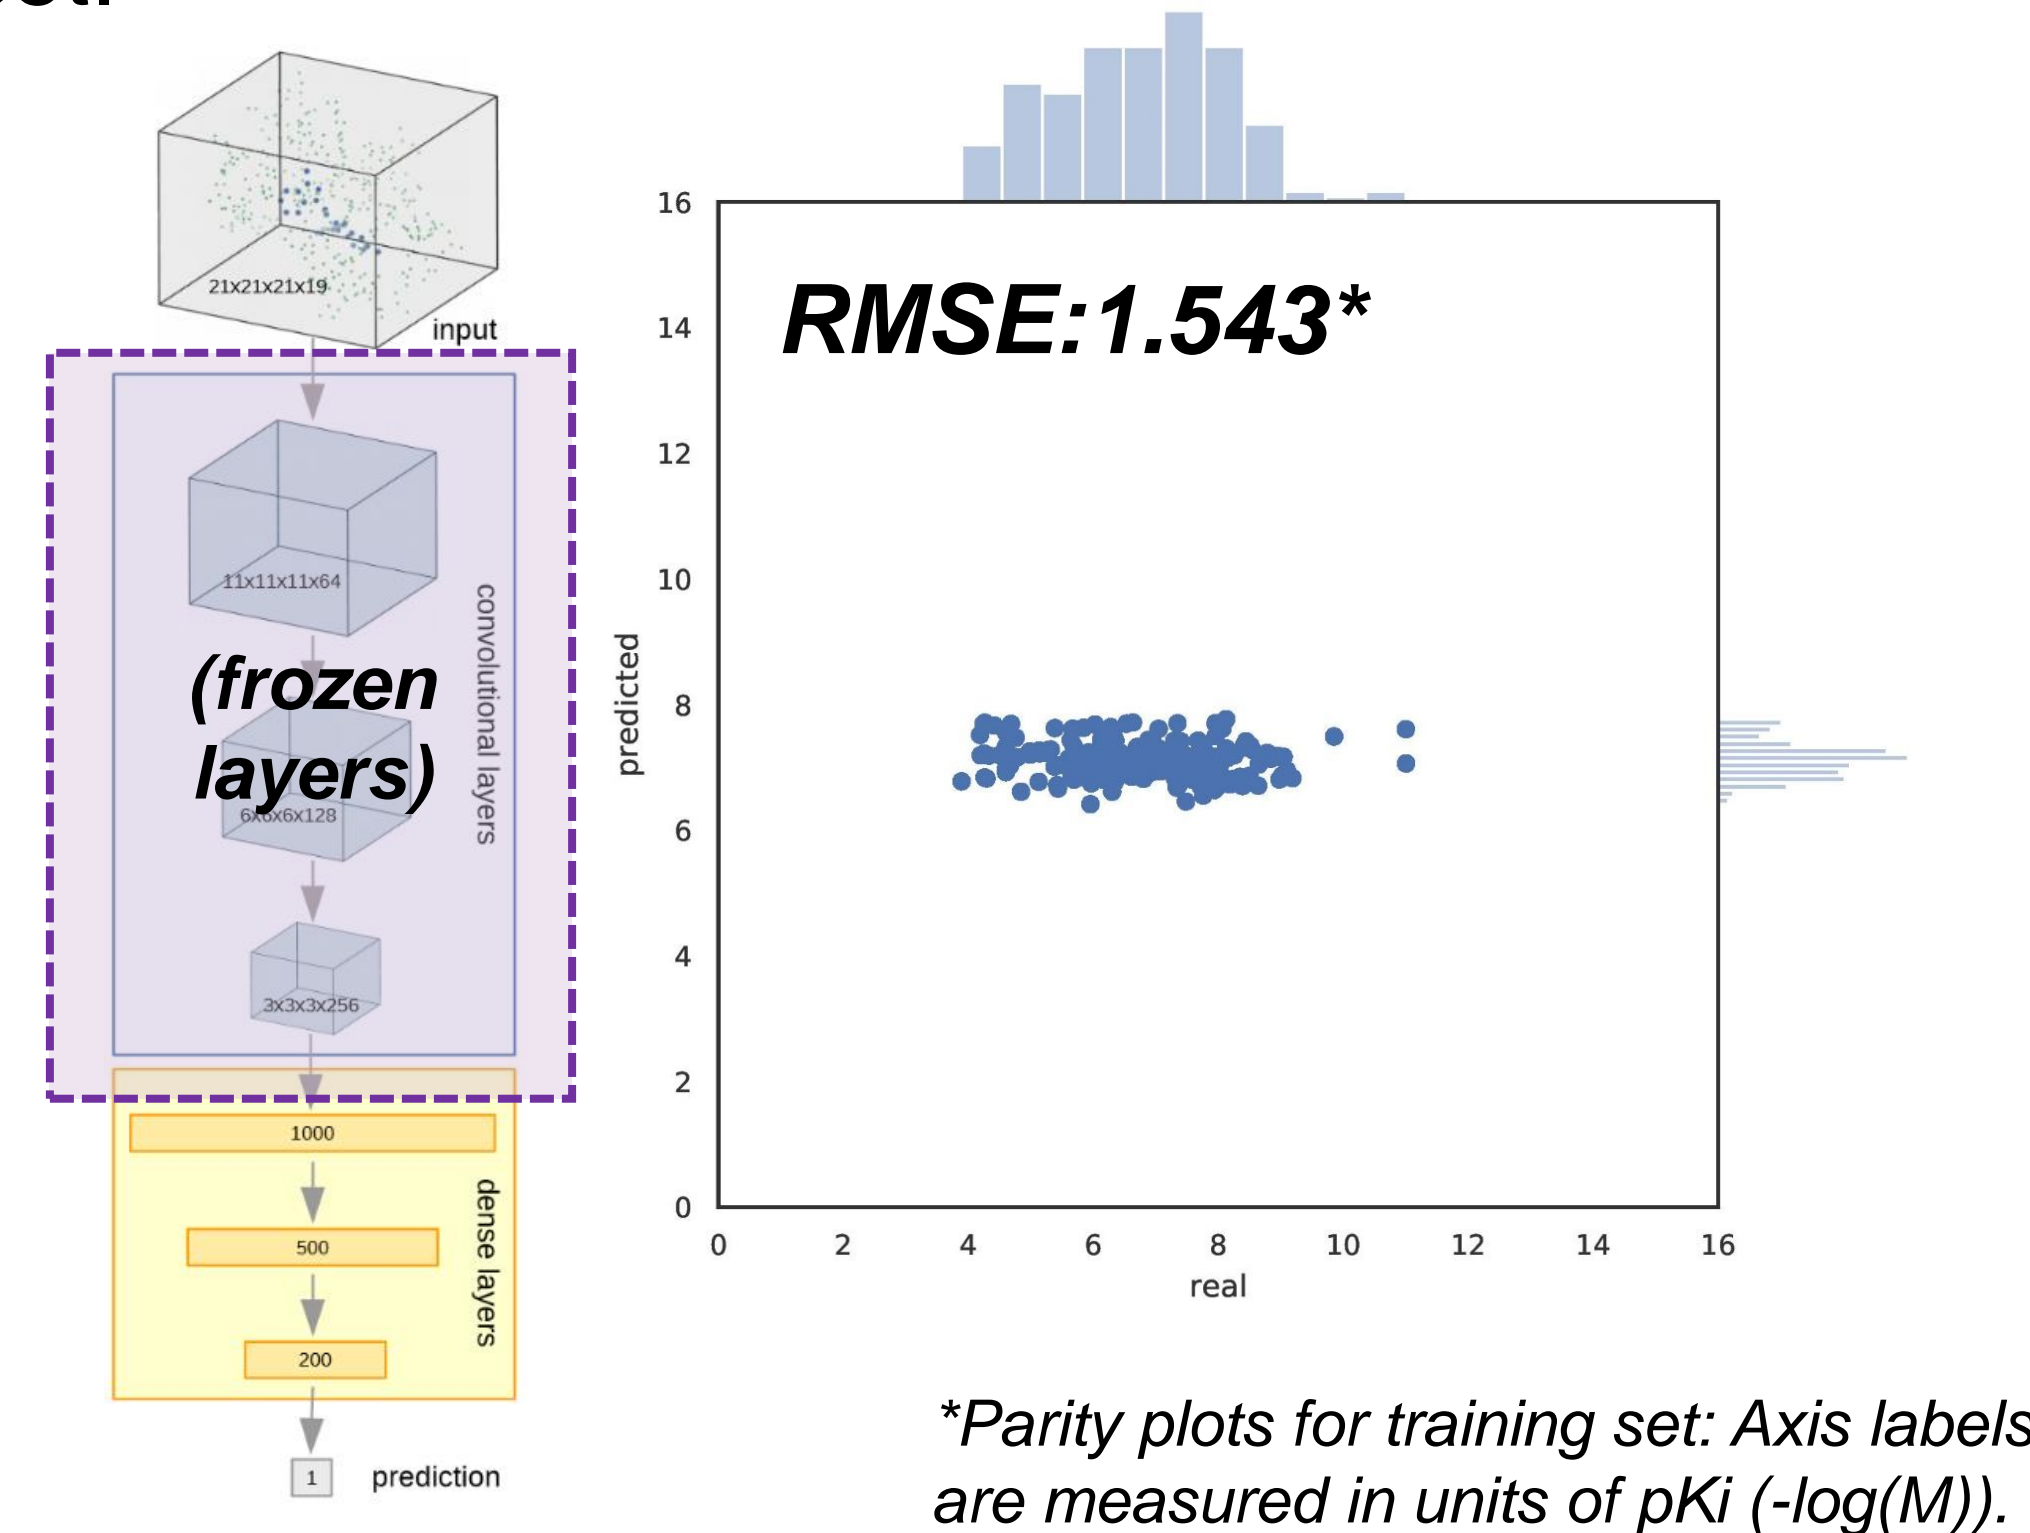 21x21x21x19
input
11x11x11x64
(frozen
layers)
6x6x6x128
3x3x3x256
convolutional layers
1000
500
200
dense layers
1
prediction
RMSE:1.543*
16
14
12
10
8
6
4
2
0
predicted
0 2 4 6 8 10 12 14 16
real
*Parity plots for training set: Axis labels
are measured in units of pKi (-log(M)).